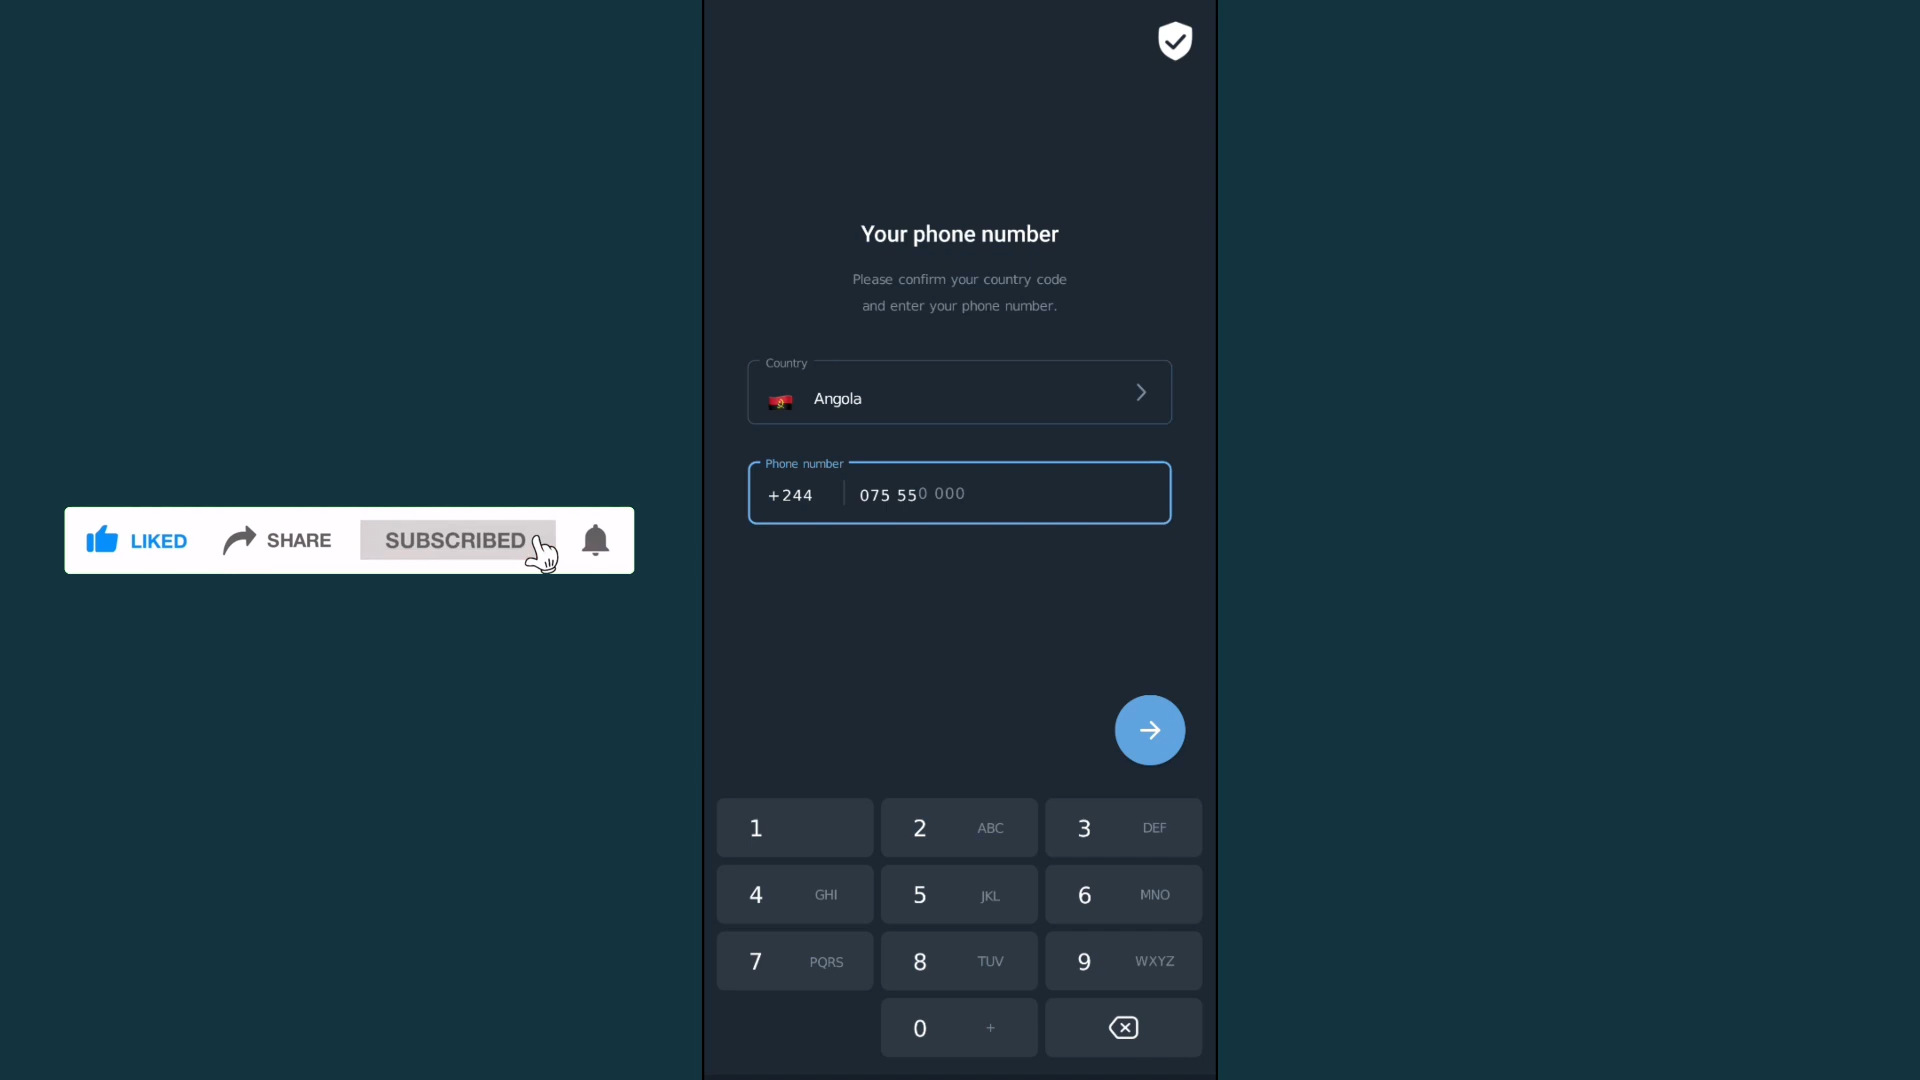 Your phone number
Please confirm your country code
and enter your phone number.
Country
Angola
Phone number
+244 075 550 000
LIKED SHARE SUBSCRIBED
1 2 ABC 3 DEF
4 GHI 5 JKL 6 MNO
7 PQRS 8 TUV 9 WXYZ
0 +